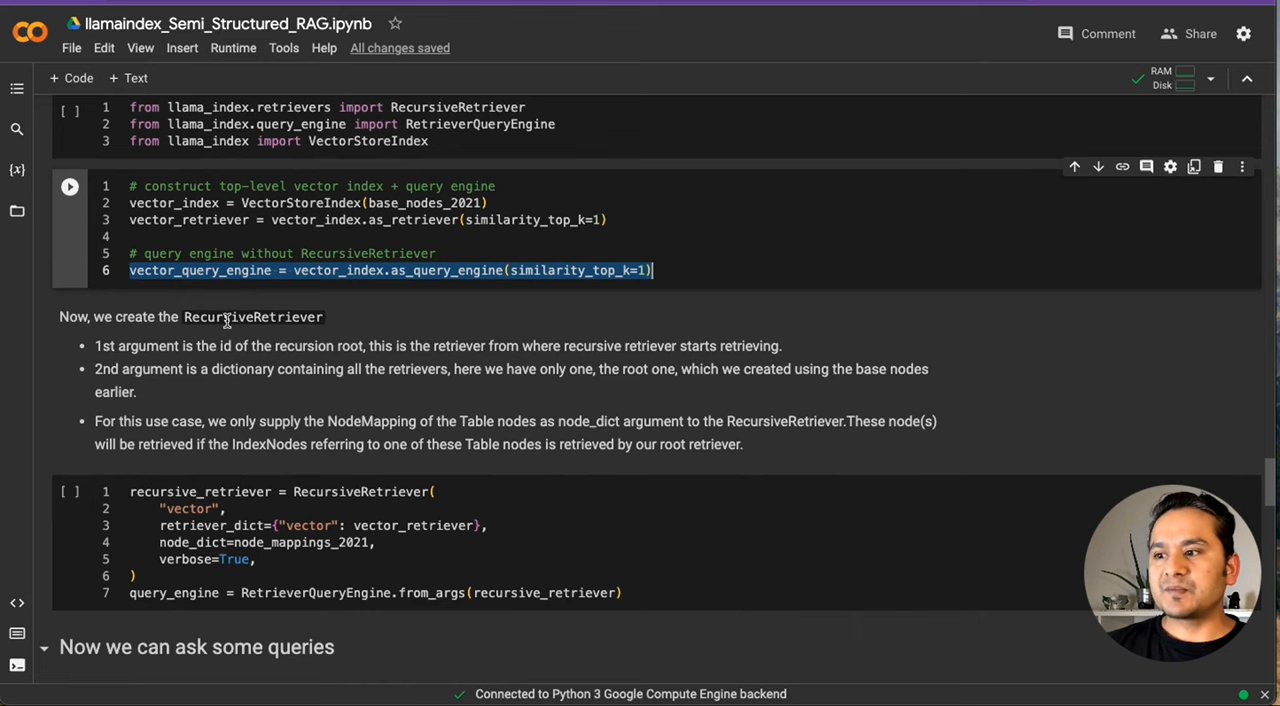 llamaindex_Semi_Structured_RAG.ipynb
File Edit View Insert Runtime Tools Help All changes saved
Comment Share
+ Code + Text
RAM
Disk
[ ] 1 from llama_index.retrievers import RecursiveRetriever
2 from llama_index.query_engine import RetrieverQueryEngine
3 from llama_index import VectorStoreIndex
1 # construct top-level vector index + query engine
2 vector_index = VectorStoreIndex(base_nodes_2021)
3 vector_retriever = vector_index.as_retriever(similarity_top_k=1)
4
5 # query engine without RecursiveRetriever
6 vector_query_engine = vector_index.as_query_engine(similarity_top_k=1)
Now, we create the RecursiveRetriever
• 1st argument is the id of the recursion root, this is the retriever from where recursive retriever starts retrieving.
• 2nd argument is a dictionary containing all the retrievers, here we have only one, the root one, which we created using the base nodes
earlier.
• For this use case, we only supply the NodeMapping of the Table nodes as node_dict argument to the RecursiveRetriever.These node(s)
will be retrieved if the IndexNodes referring to one of these Table nodes is retrieved by our root retriever.
[ ] 1 recursive_retriever = RecursiveRetriever(
2 "vector",
3 retriever_dict={"vector": vector_retriever},
4 node_dict=node_mappings_2021,
5 verbose=True,
6 )
7 query_engine = RetrieverQueryEngine.from_args(recursive_retriever)
Now we can ask some queries
Connected to Python 3 Google Compute Engine backend